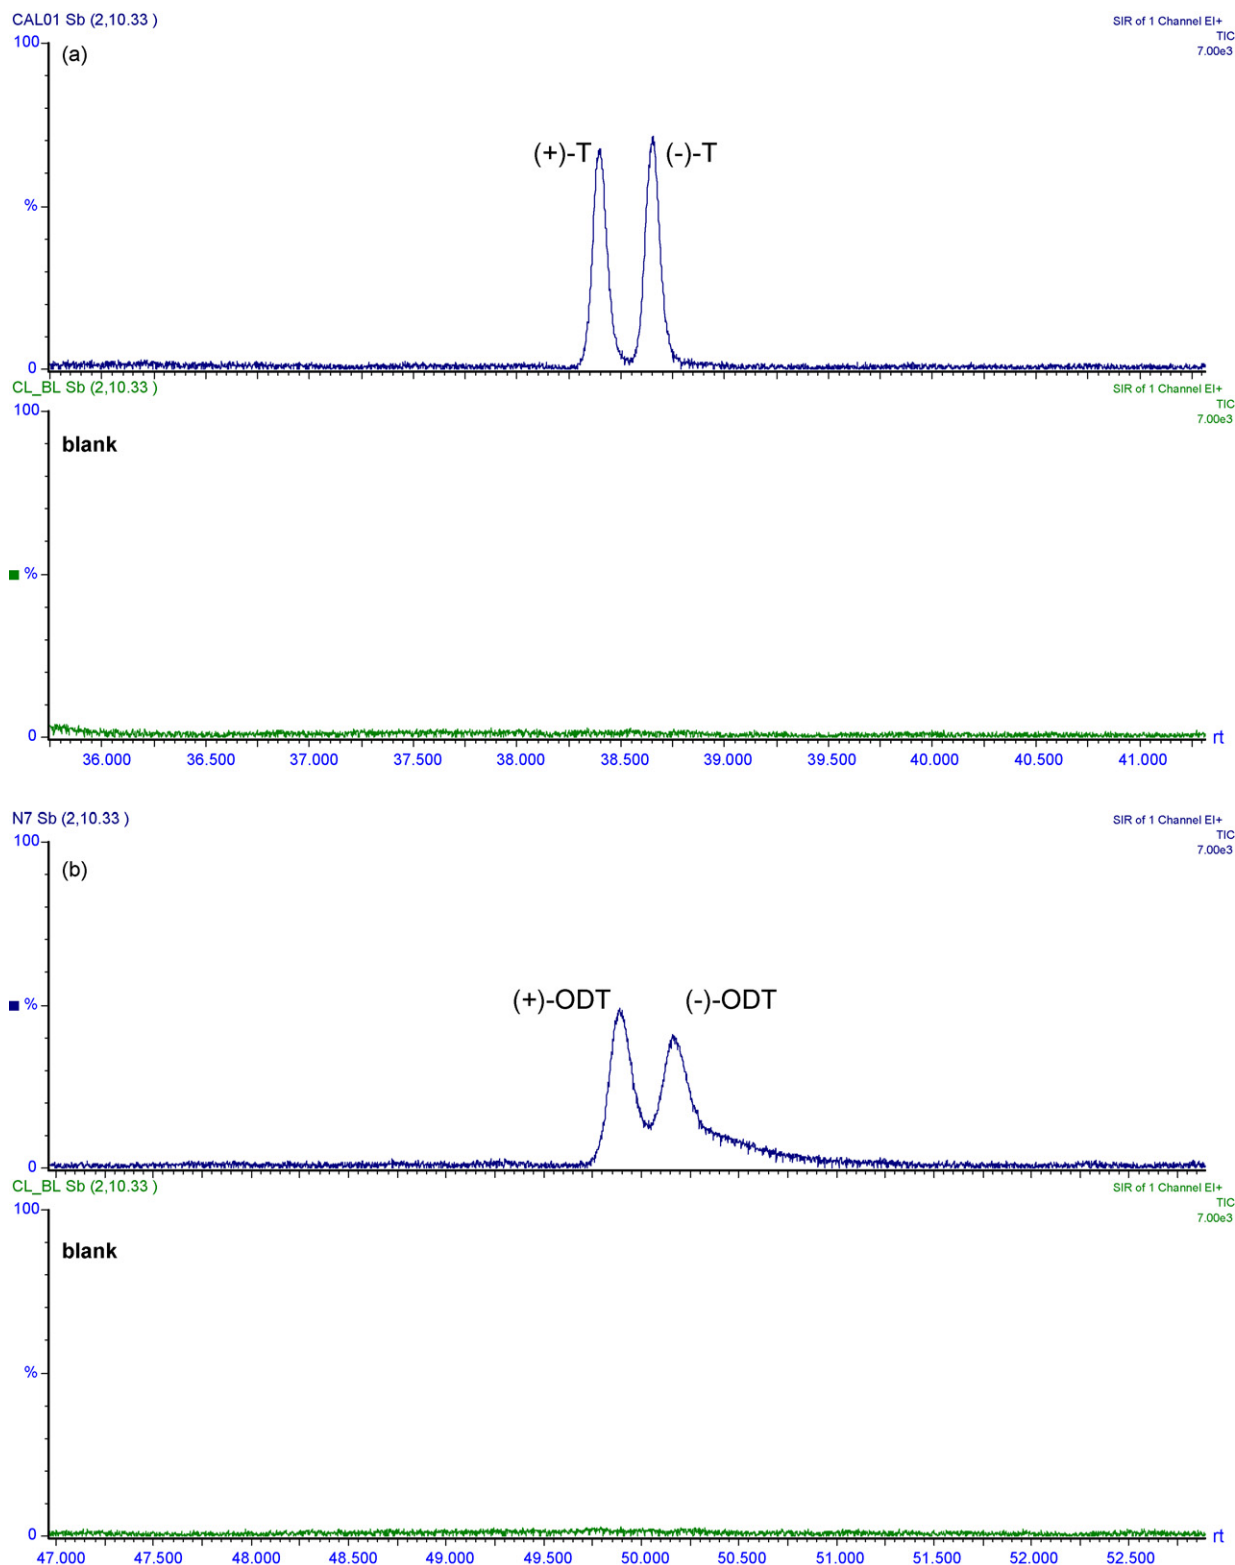 CAL01 Sb (2,10.33 )
SIR of 1 Channel EI+
TIC
7.00e3
100
(a)
(+)-T
(-)-T
%
0
CL_BL Sb (2,10.33 )
SIR of 1 Channel EI+
TIC
7.00e3
100
blank
%
0
rt
36.000 36.500 37.000 37.500 38.000 38.500 39.000 39.500 40.000 40.500 41.000
N7 Sb (2,10.33 )
SIR of 1 Channel EI+
TIC
7.00e3
100
(b)
(+)-ODT
(-)-ODT
%
0
CL_BL Sb (2,10.33 )
SIR of 1 Channel EI+
TIC
7.00e3
100
blank
%
0
rt
47.000 47.500 48.000 48.500 49.000 49.500 50.000 50.500 51.000 51.500 52.000 52.500